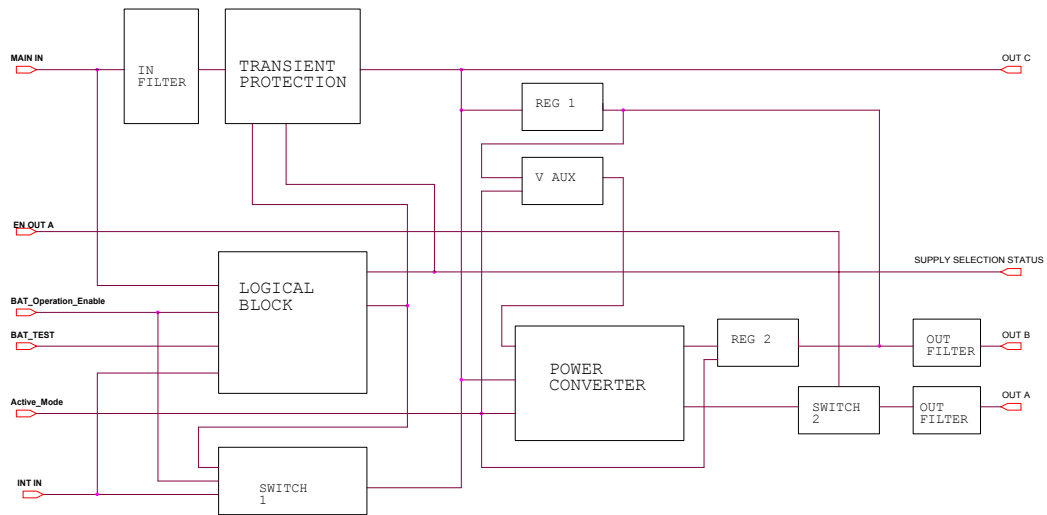 MAIN IN
IN
FILTER
TRANSIENT
PROTECTION
OUT C
REG 1
V AUX
EN OUT A
SUPPLY SELECTION STATUS
LOGICAL
BLOCK
BAT_Operation_Enable
BAT_TEST
REG 2
OUT
FILTER
OUT B
POWER
CONVERTER
Active_Mode
SWITCH
2
OUT
FILTER
OUT A
INT IN
SWITCH
1